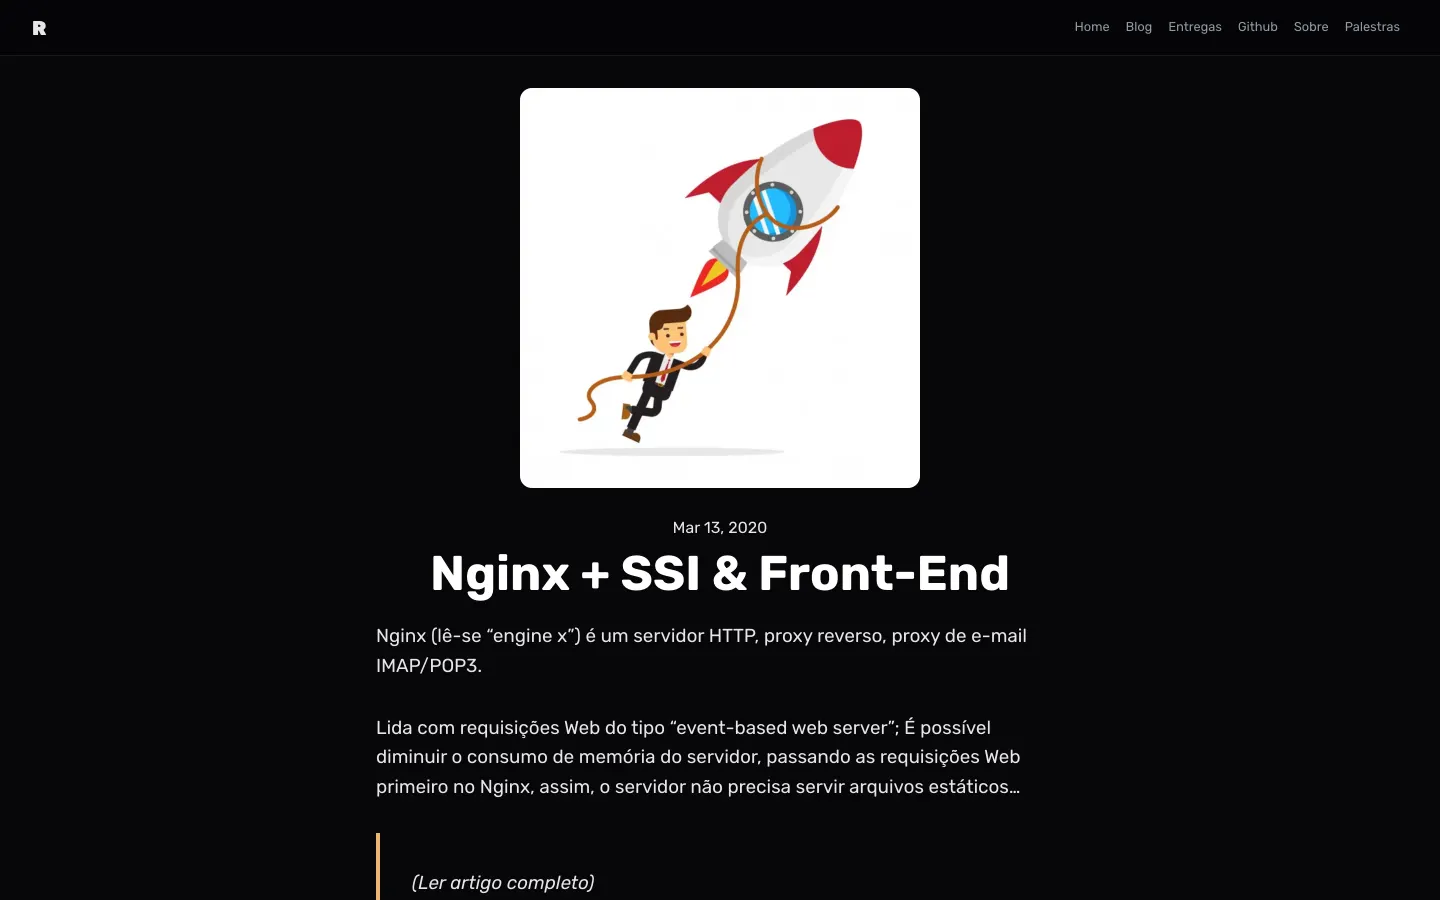 R
Home Blog Entregas Github Sobre Palestras
Mar 13, 2020
Nginx + SSI & Front-End
Nginx (lê-se “engine x”) é um servidor HTTP, proxy reverso, proxy de e-mail
IMAP/POP3.
Lida com requisições Web do tipo “event-based web server”; É possível
diminuir o consumo de memória do servidor, passando as requisições Web
primeiro no Nginx, assim, o servidor não precisa servir arquivos estáticos…
(Ler artigo completo)